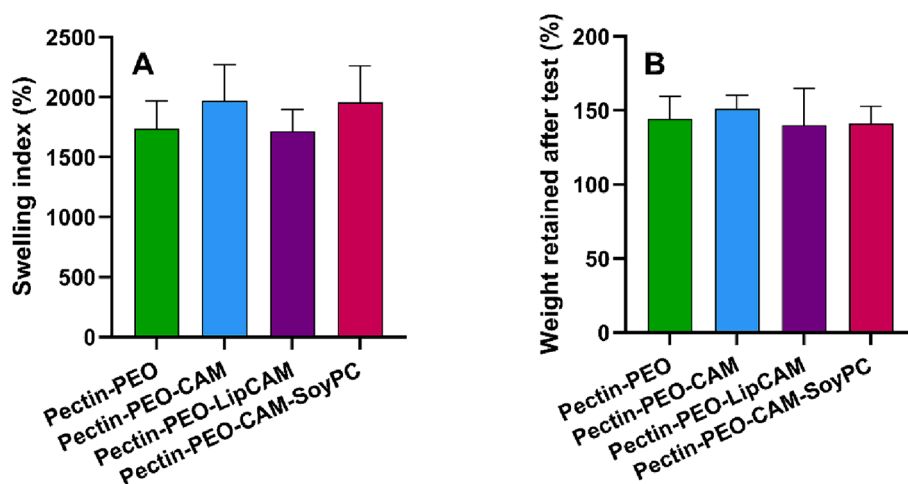 A
Swelling index (%)
2500
2000
1500
1000
500
0
Pectin-PEO
Pectin-PEO-CAM
Pectin-PEO-LipCAM
Pectin-PEO-CAM-SoyPC
B
Weight retained after test (%)
200
150
100
50
0
Pectin-PEO
Pectin-PEO-CAM
Pectin-PEO-LipCAM
Pectin-PEO-CAM-SoyPC